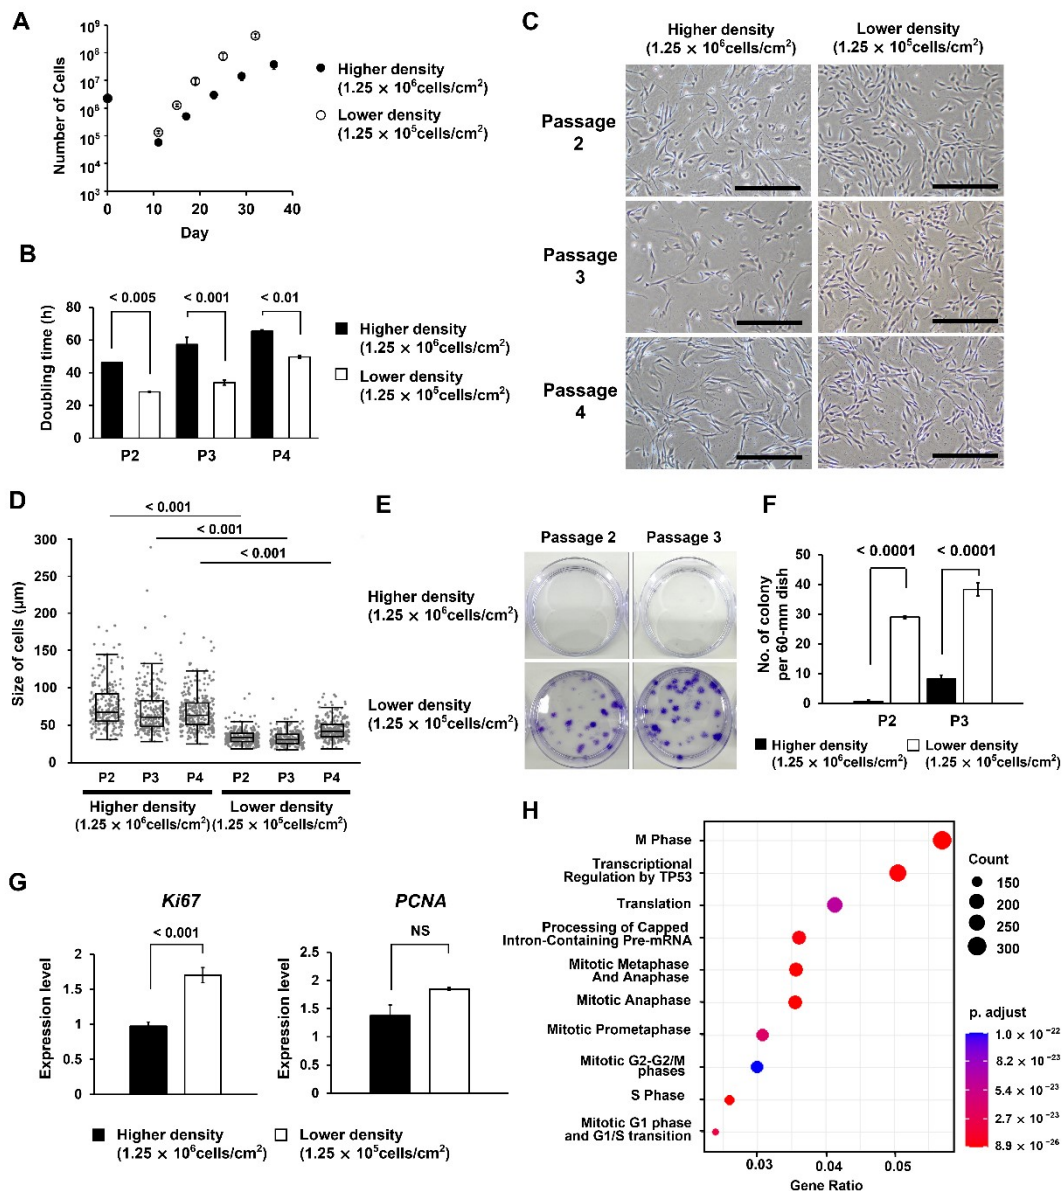 A
Number of Cells
10⁹
10⁸
10⁷
10⁶
10⁵
10⁴
10³
0
10
20
30
40
Day
Higher density
(1.25 × 10⁶cells/cm²)
Lower density
(1.25 × 10⁵cells/cm²)
B
Doubling time (h)
80
60
40
20
0
< 0.005
< 0.001
< 0.01
P2
P3
P4
Higher density
(1.25 × 10⁶cells/cm²)
Lower density
(1.25 × 10⁵cells/cm²)
C
Higher density
(1.25 × 10⁶cells/cm²)
Lower density
(1.25 × 10⁵cells/cm²)
Passage
2
Passage
3
Passage
4
D
Size of cells (μm)
300
250
200
150
100
50
0
< 0.001
< 0.001
< 0.001
P2
P3
P4
P2
P3
P4
Higher density
(1.25 × 10⁶cells/cm²)
Lower density
(1.25 × 10⁵cells/cm²)
E
Passage 2
Passage 3
Higher density
(1.25 × 10⁶cells/cm²)
Lower density
(1.25 × 10⁵cells/cm²)
F
No. of colony
per 60-mm dish
50
40
30
20
10
0
< 0.0001
< 0.0001
P2
P3
Higher density
(1.25 × 10⁶cells/cm²)
Lower density
(1.25 × 10⁵cells/cm²)
G
Ki67
Expression level
2
1.5
1
0.5
0
< 0.001
PCNA
Expression level
2.5
2
1.5
1
0.5
0
NS
Higher density
(1.25 × 10⁶cells/cm²)
Lower density
(1.25 × 10⁵cells/cm²)
H
M Phase
Transcriptional
Regulation by TP53
Translation
Processing of Capped
Intron-Containing Pre-mRNA
Mitotic Metaphase
And Anaphase
Mitotic Anaphase
Mitotic Prometaphase
Mitotic G2-G2/M
phases
S Phase
Mitotic G1 phase
and G1/S transition
0.03
0.04
0.05
Gene Ratio
Count
150
200
250
300
p. adjust
1.0 × 10⁻²²
8.2 × 10⁻²³
5.4 × 10⁻²³
2.7 × 10⁻²³
8.9 × 10⁻²⁶